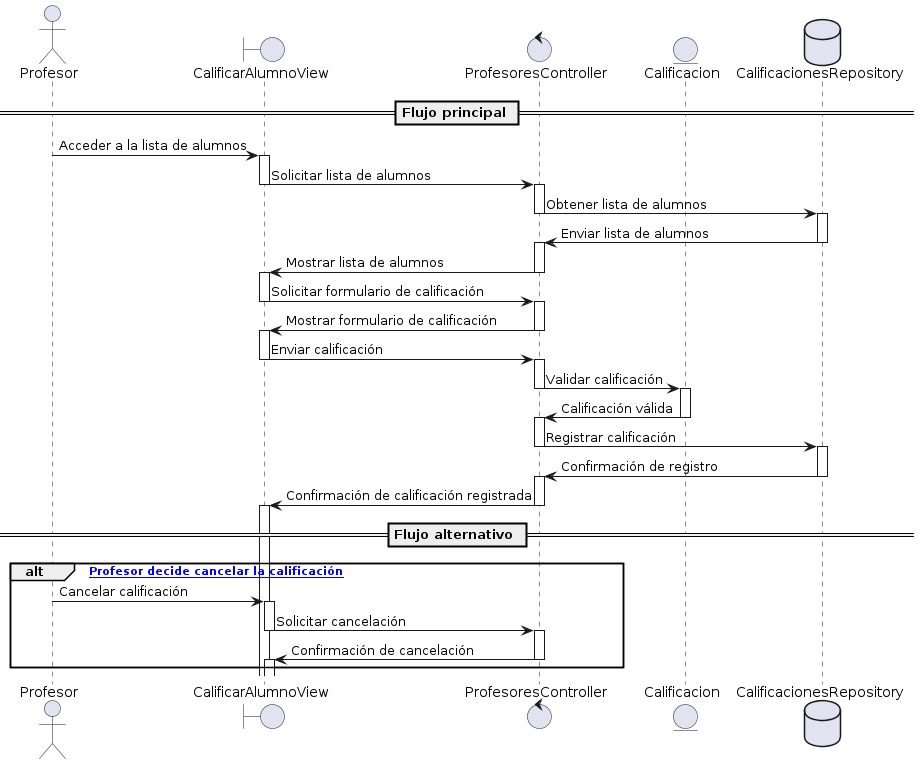 Profesor
CalificarAlumnoView
ProfesoresController
Calificacion
CalificacionesRepository
Flujo principal
Acceder a la lista de alumnos
Solicitar lista de alumnos
Obtener lista de alumnos
Enviar lista de alumnos
Mostrar lista de alumnos
Solicitar formulario de calificación
Mostrar formulario de calificación
Enviar calificación
Validar calificación
Calificación válida
Registrar calificación
Confirmación de registro
Confirmación de calificación registrada
Flujo alternativo
alt
Profesor decide cancelar la calificación
Cancelar calificación
Solicitar cancelación
Confirmación de cancelación
Profesor
CalificarAlumnoView
ProfesoresController
Calificacion
CalificacionesRepository